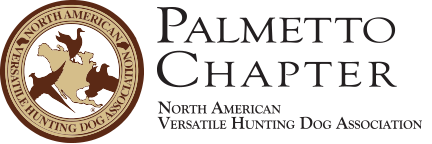 NORTH AMERICAN
VERSATILE HUNTING DOG ASSOCIATION
PALMETTO
CHAPTER
NORTH AMERICAN
VERSATILE HUNTING DOG ASSOCIATION